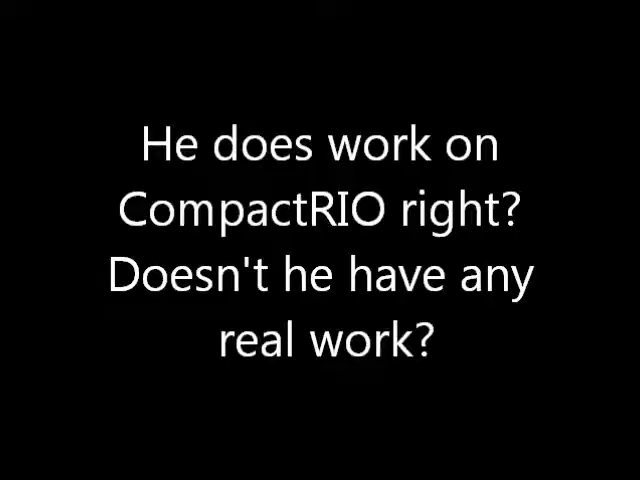 He does work on
CompactRIO right?
Doesn't he have any
real work?